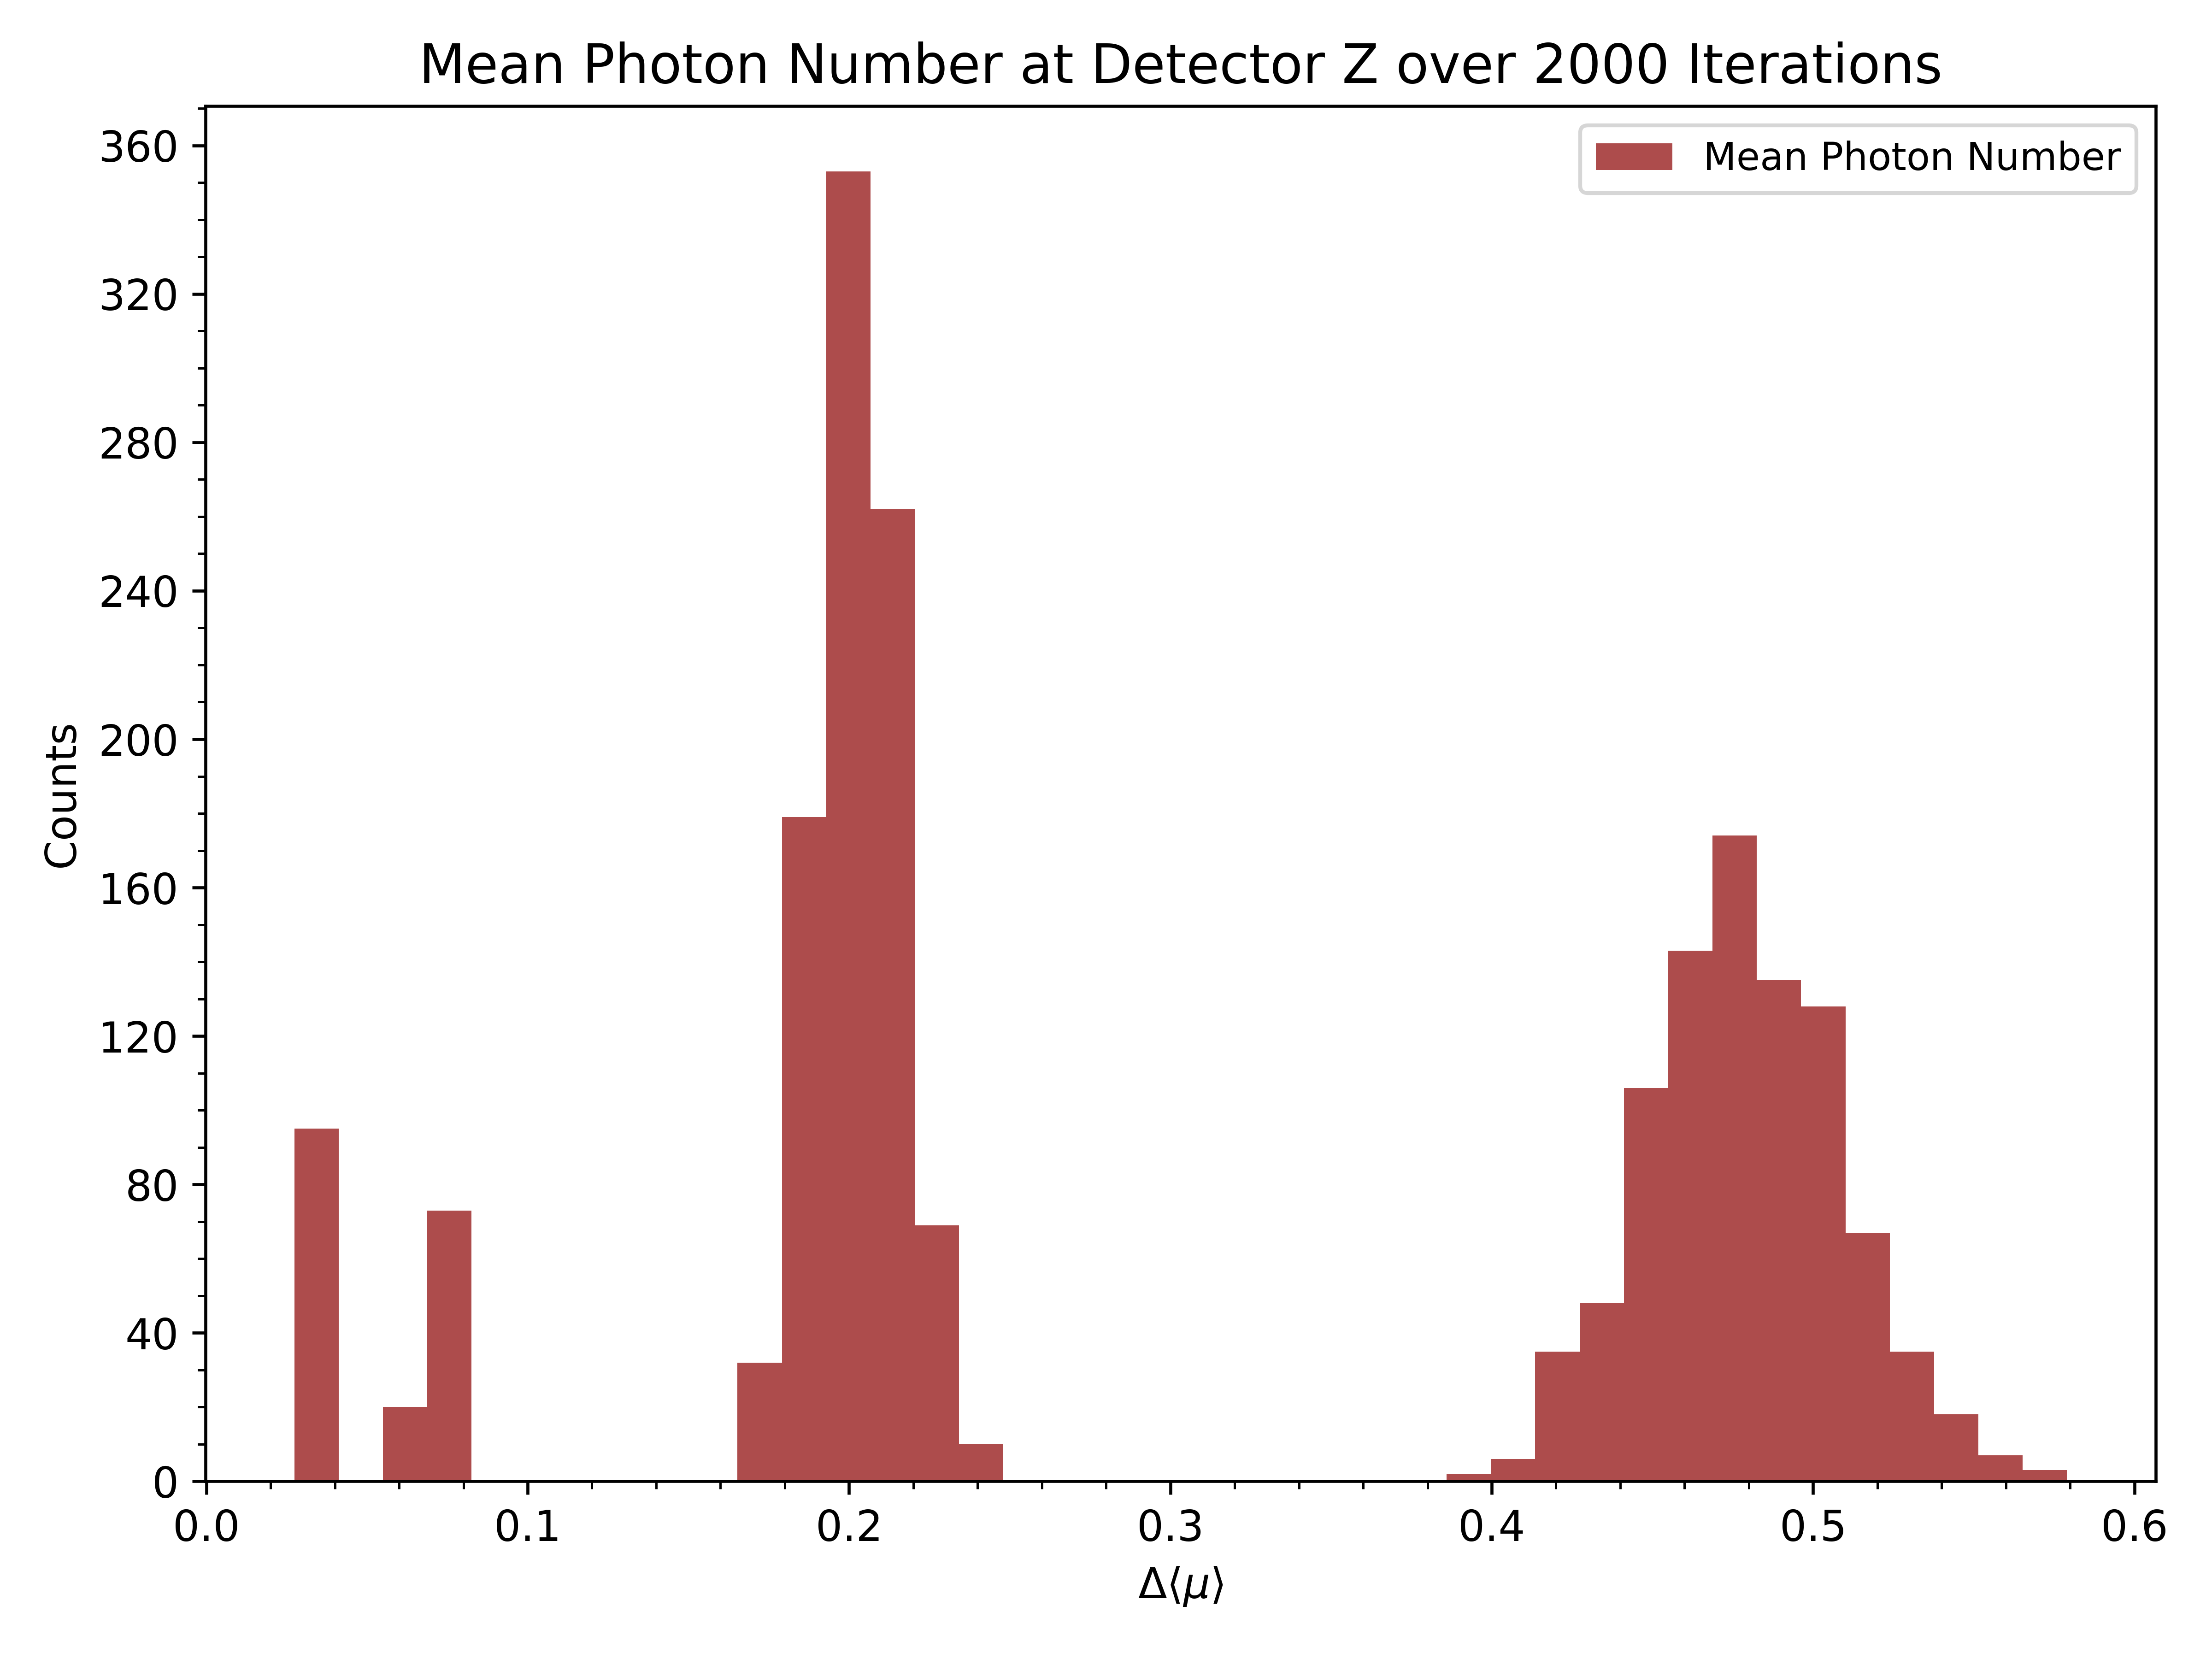 Mean Photon Number at Detector Z over 2000 Iterations
Mean Photon Number
360
320
280
240
200
160
120
80
40
0
Counts
0.0 0.1 0.2 0.3 0.4 0.5 0.6
Δ⟨μ⟩